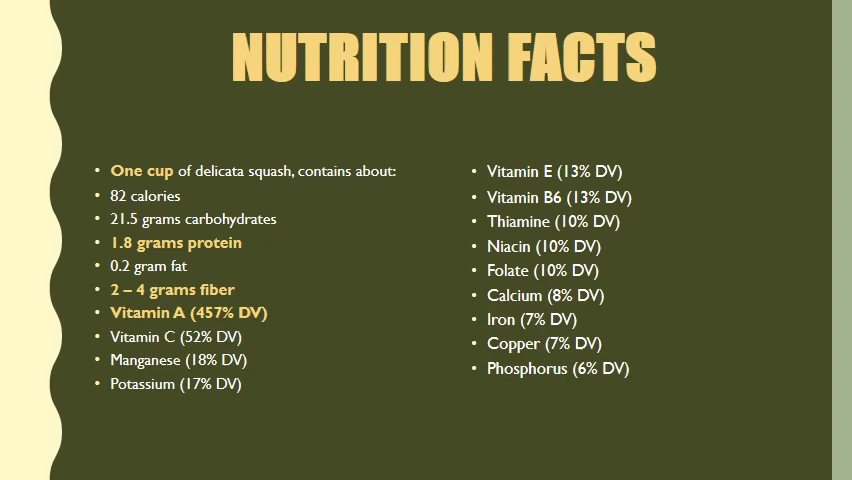 NUTRITION FACTS
• One cup of delicata squash, contains about:
• 82 calories
• 21.5 grams carbohydrates
• 1.8 grams protein
• 0.2 gram fat
• 2 – 4 grams fiber
• Vitamin A (457% DV)
• Vitamin C (52% DV)
• Manganese (18% DV)
• Potassium (17% DV)
• Vitamin E (13% DV)
• Vitamin B6 (13% DV)
• Thiamine (10% DV)
• Niacin (10% DV)
• Folate (10% DV)
• Calcium (8% DV)
• Iron (7% DV)
• Copper (7% DV)
• Phosphorus (6% DV)